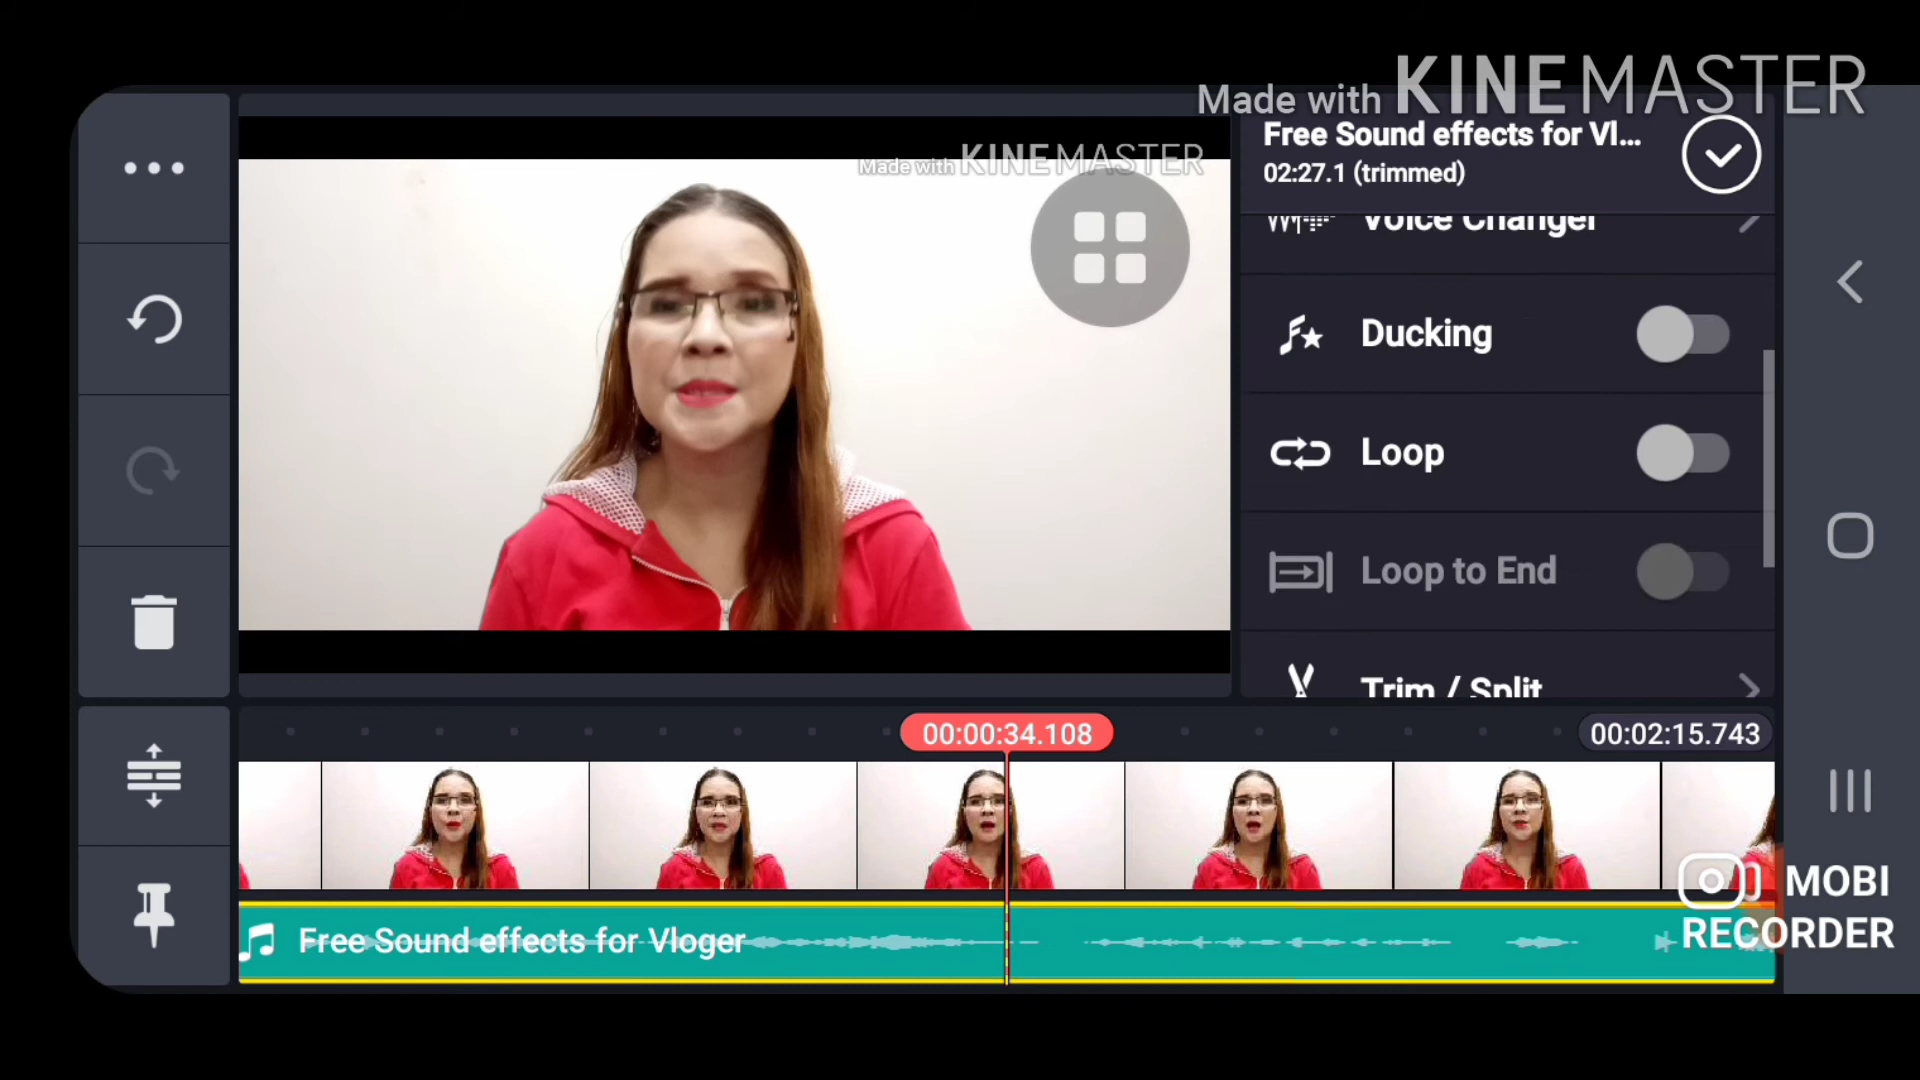 Made with KINEMASTER
Made with KINEMASTER
Free Sound effects for Vl...
02:27.1 (trimmed)
Voice Changer
Ducking
Loop
Loop to End
Trim / Split
00:00:34.108
00:02:15.743
Free Sound effects for Vloger
MOBI
RECORDER